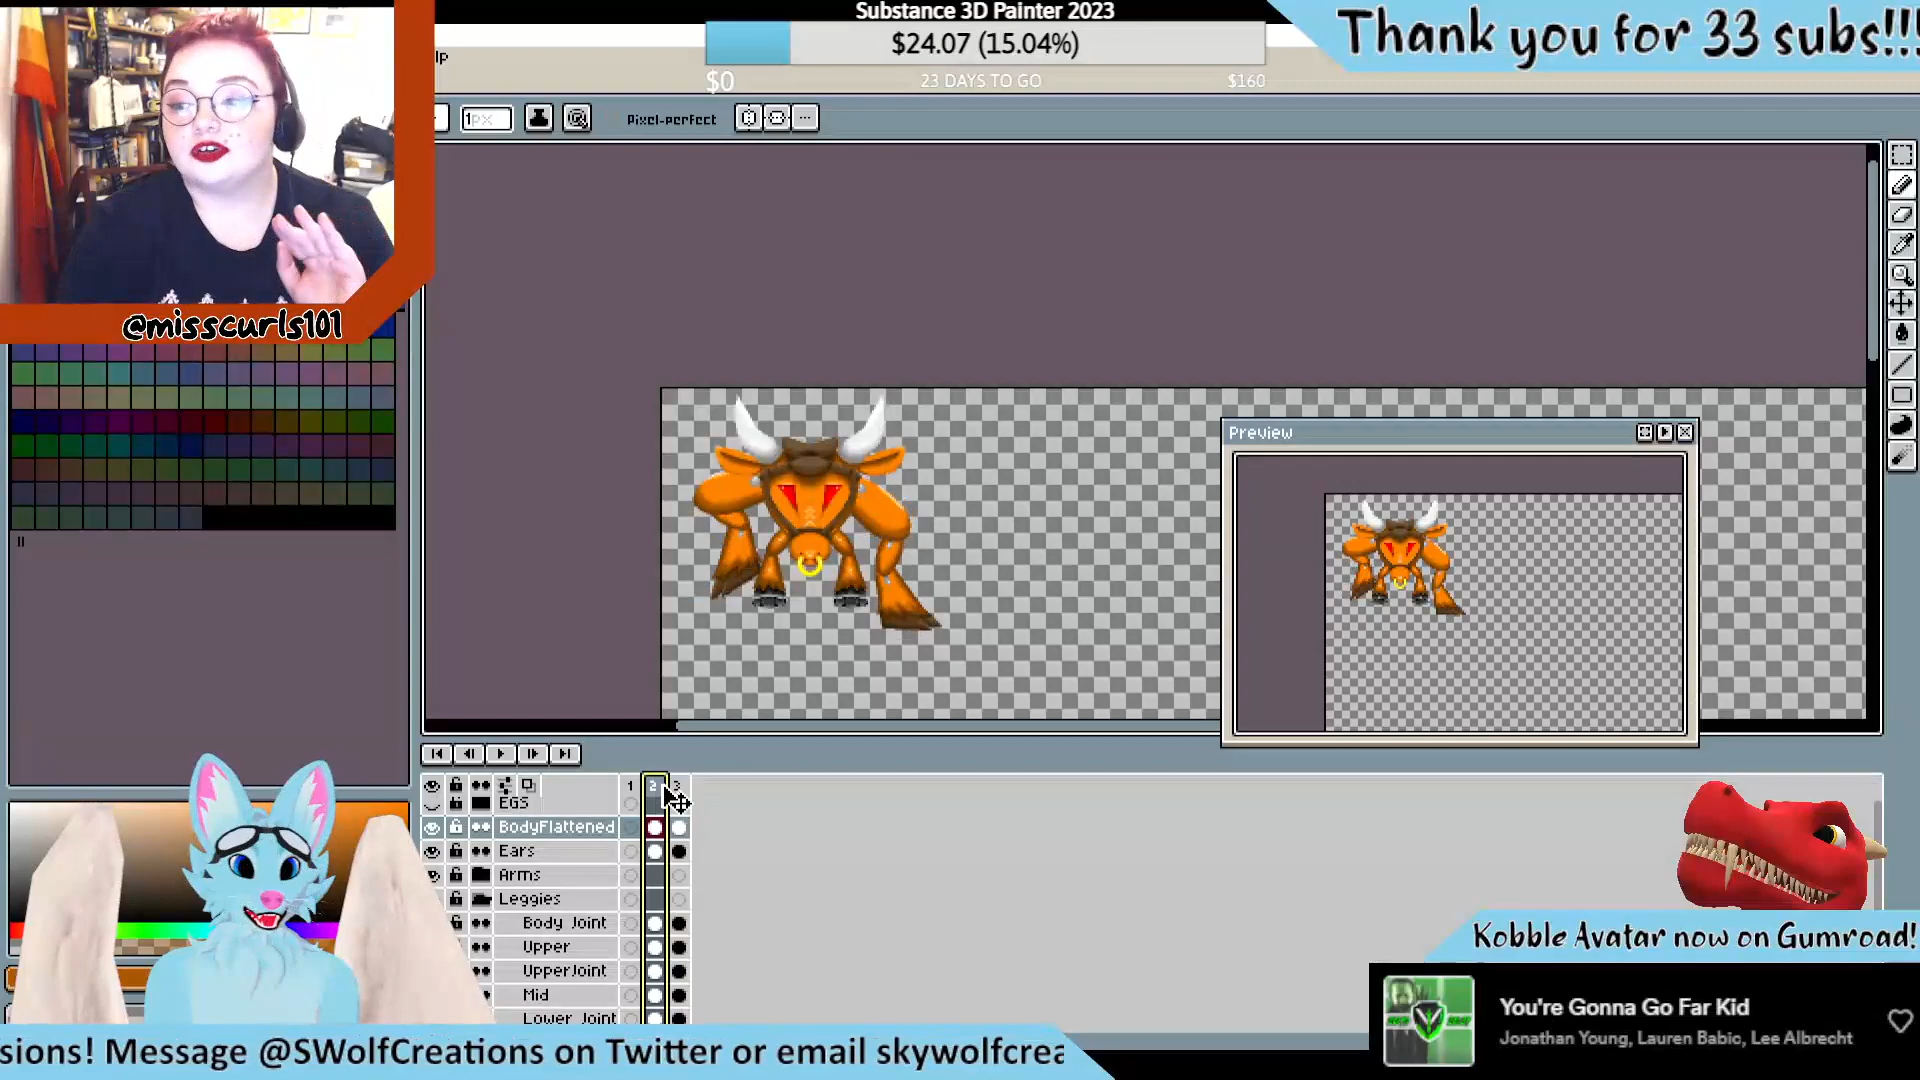 Substance 3D Painter 2023
$24.07 (15.04%)
$0
23 DAYS TO GO
$160
Thank you for 33 subs!!!
lp
1px
Pixel-perfect
@misscurls101
Preview
1
2
3
EGS
BodyFlattened
Ears
Arms
Leggies
Body Joint
Upper
UpperJoint
Mid
Lower Joint
Kobble Avatar now on Gumroad!
You're Gonna Go Far Kid
Jonathan Young, Lauren Babic, Lee Albrecht
sions! Message @SWolfCreations on Twitter or email skywolfcrea